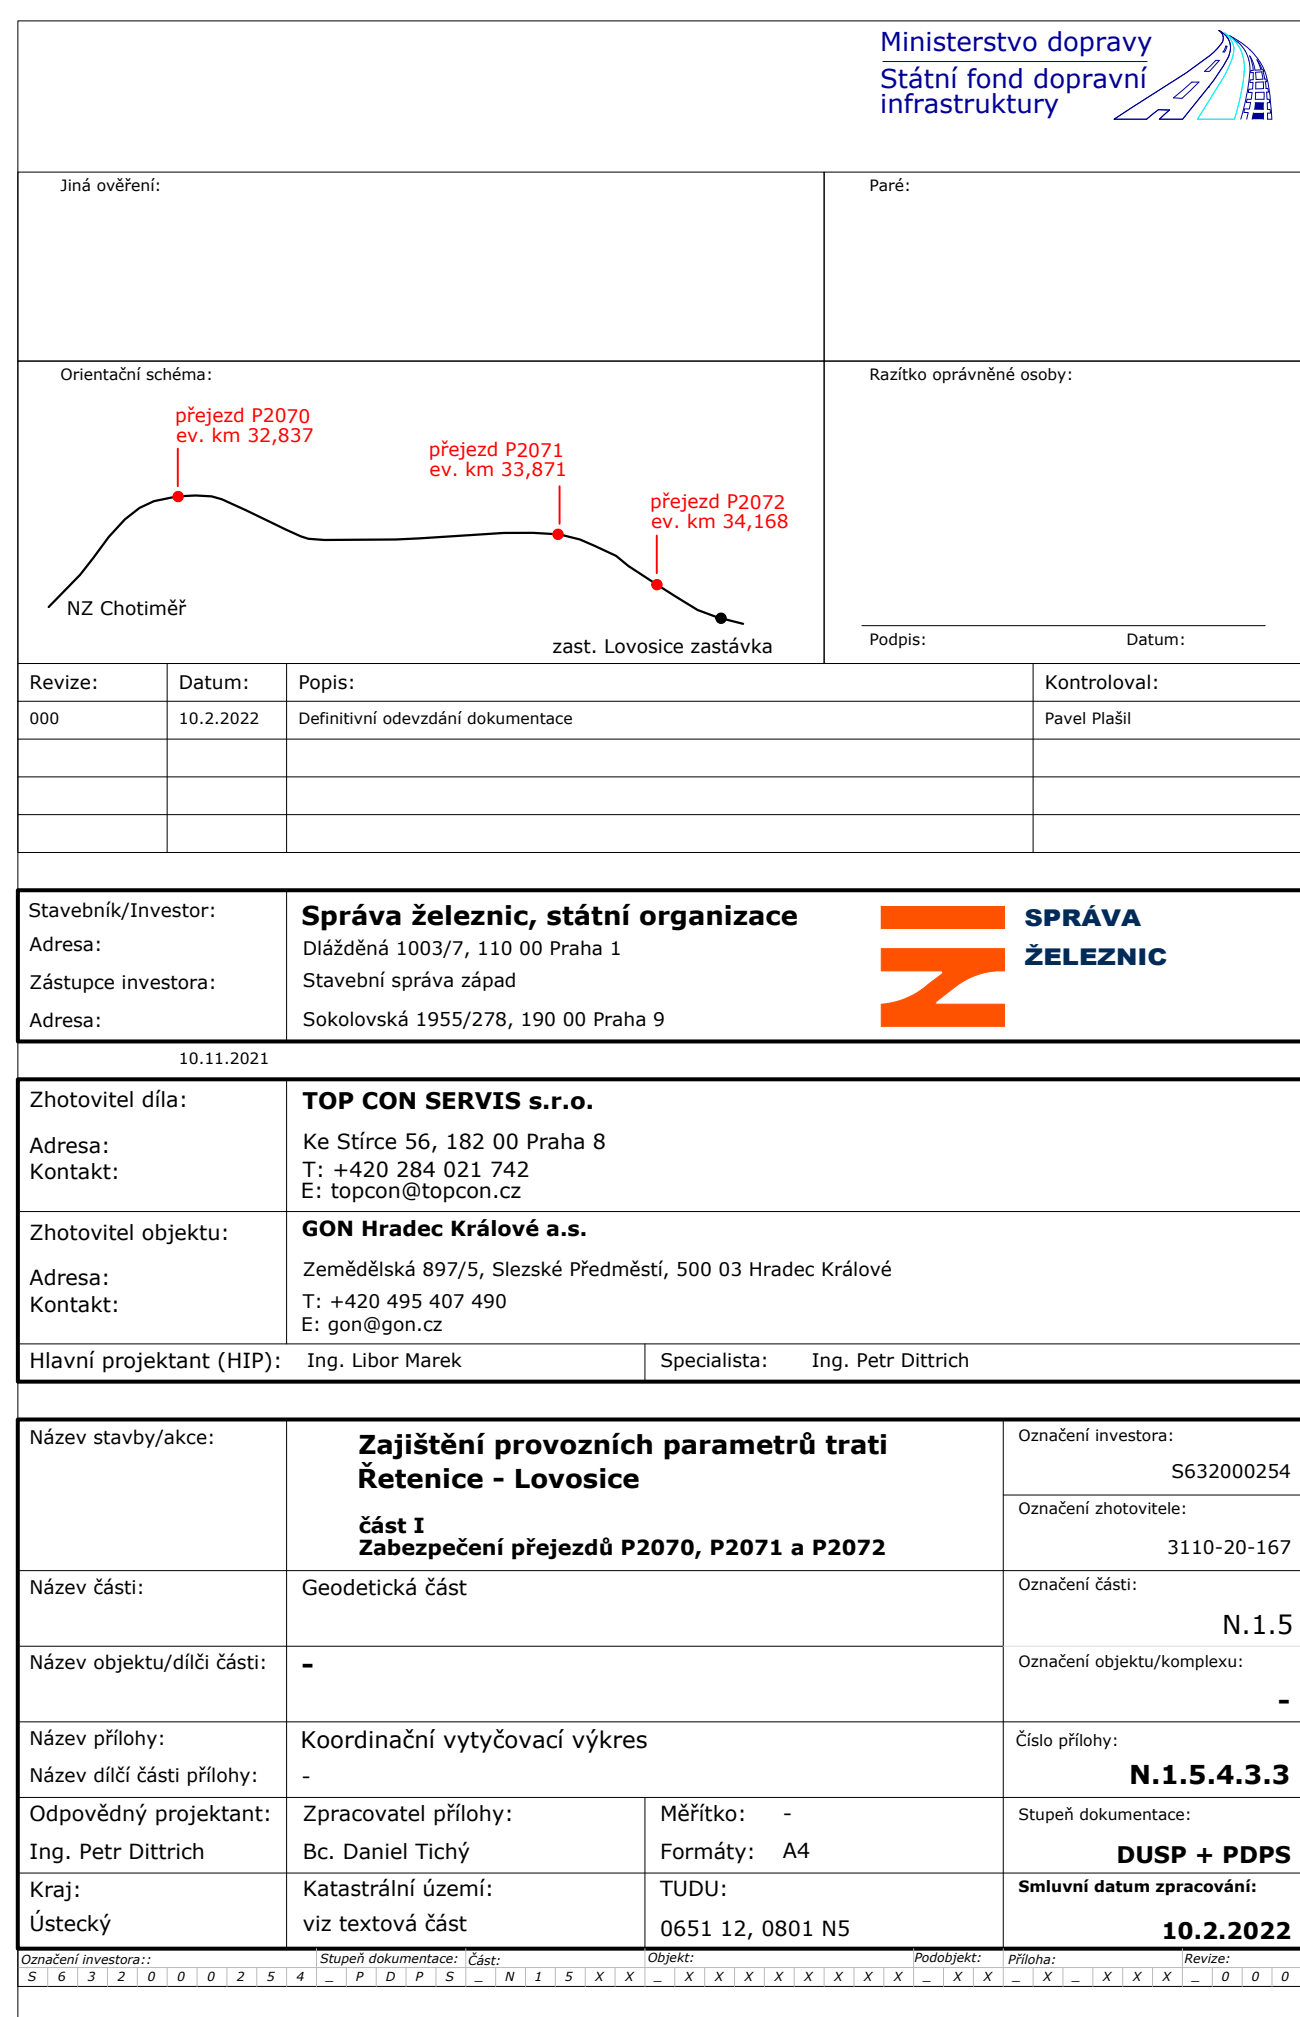 Ministerstvo dopravy
Státní fond dopravní
infrastruktury
Jiná ověření:
Paré:
Orientační schéma:
Razítko oprávněné osoby:
přejezd P2070
ev. km 32,837
přejezd P2071
ev. km 33,871
přejezd P2072
ev. km 34,168
NZ Chotiměř
zast. Lovosice zastávka
Podpis: Datum:
Revize: Datum: Popis: Kontroloval:
000 10.2.2022 Definitivní odevzdání dokumentace Pavel Plašil
Stavebník/Investor: Správa železnic, státní organizace
Adresa: Dlážděná 1003/7, 110 00 Praha 1
Zástupce investora: Stavební správa západ
Adresa: Sokolovská 1955/278, 190 00 Praha 9
SPRÁVA
ŽELEZNIC
10.11.2021
Zhotovitel díla: TOP CON SERVIS s.r.o.
Adresa: Ke Stírce 56, 182 00 Praha 8
Kontakt: T: +420 284 021 742
E: topcon@topcon.cz
Zhotovitel objektu: GON Hradec Králové a.s.
Adresa: Zemědělská 897/5, Slezské Předměstí, 500 03 Hradec Králové
Kontakt: T: +420 495 407 490
E: gon@gon.cz
Hlavní projektant (HIP): Ing. Libor Marek Specialista: Ing. Petr Dittrich
Název stavby/akce: Zajištění provozních parametrů trati
Řetenice - Lovosice
část I
Zabezpečení přejezdů P2070, P2071 a P2072
Označení investora:
S632000254
Označení zhotovitele:
3110-20-167
Název části: Geodetická část Označení části:
N.1.5
Název objektu/dílči části: - Označení objektu/komplexu:
-
Název přílohy: Koordinační vytyčovací výkres Číslo přílohy:
Název dílčí části přílohy: - N.1.5.4.3.3
Odpovědný projektant: Zpracovatel přílohy: Měřítko: - Stupeň dokumentace:
Ing. Petr Dittrich Bc. Daniel Tichý Formáty: A4 DUSP + PDPS
Kraj: Katastrální území: TUDU: Smluvní datum zpracování:
Ústecký viz textová část 0651 12, 0801 N5 10.2.2022
Označení investora:: Stupeň dokumentace: Část: Objekt: Podobjekt: Příloha: Revize:
S 6 3 2 0 0 0 2 5 4 _ P D P S _ N 1 5 X X _ X X X X X X X X _ X X _ X _ X X X _ 0 0 0